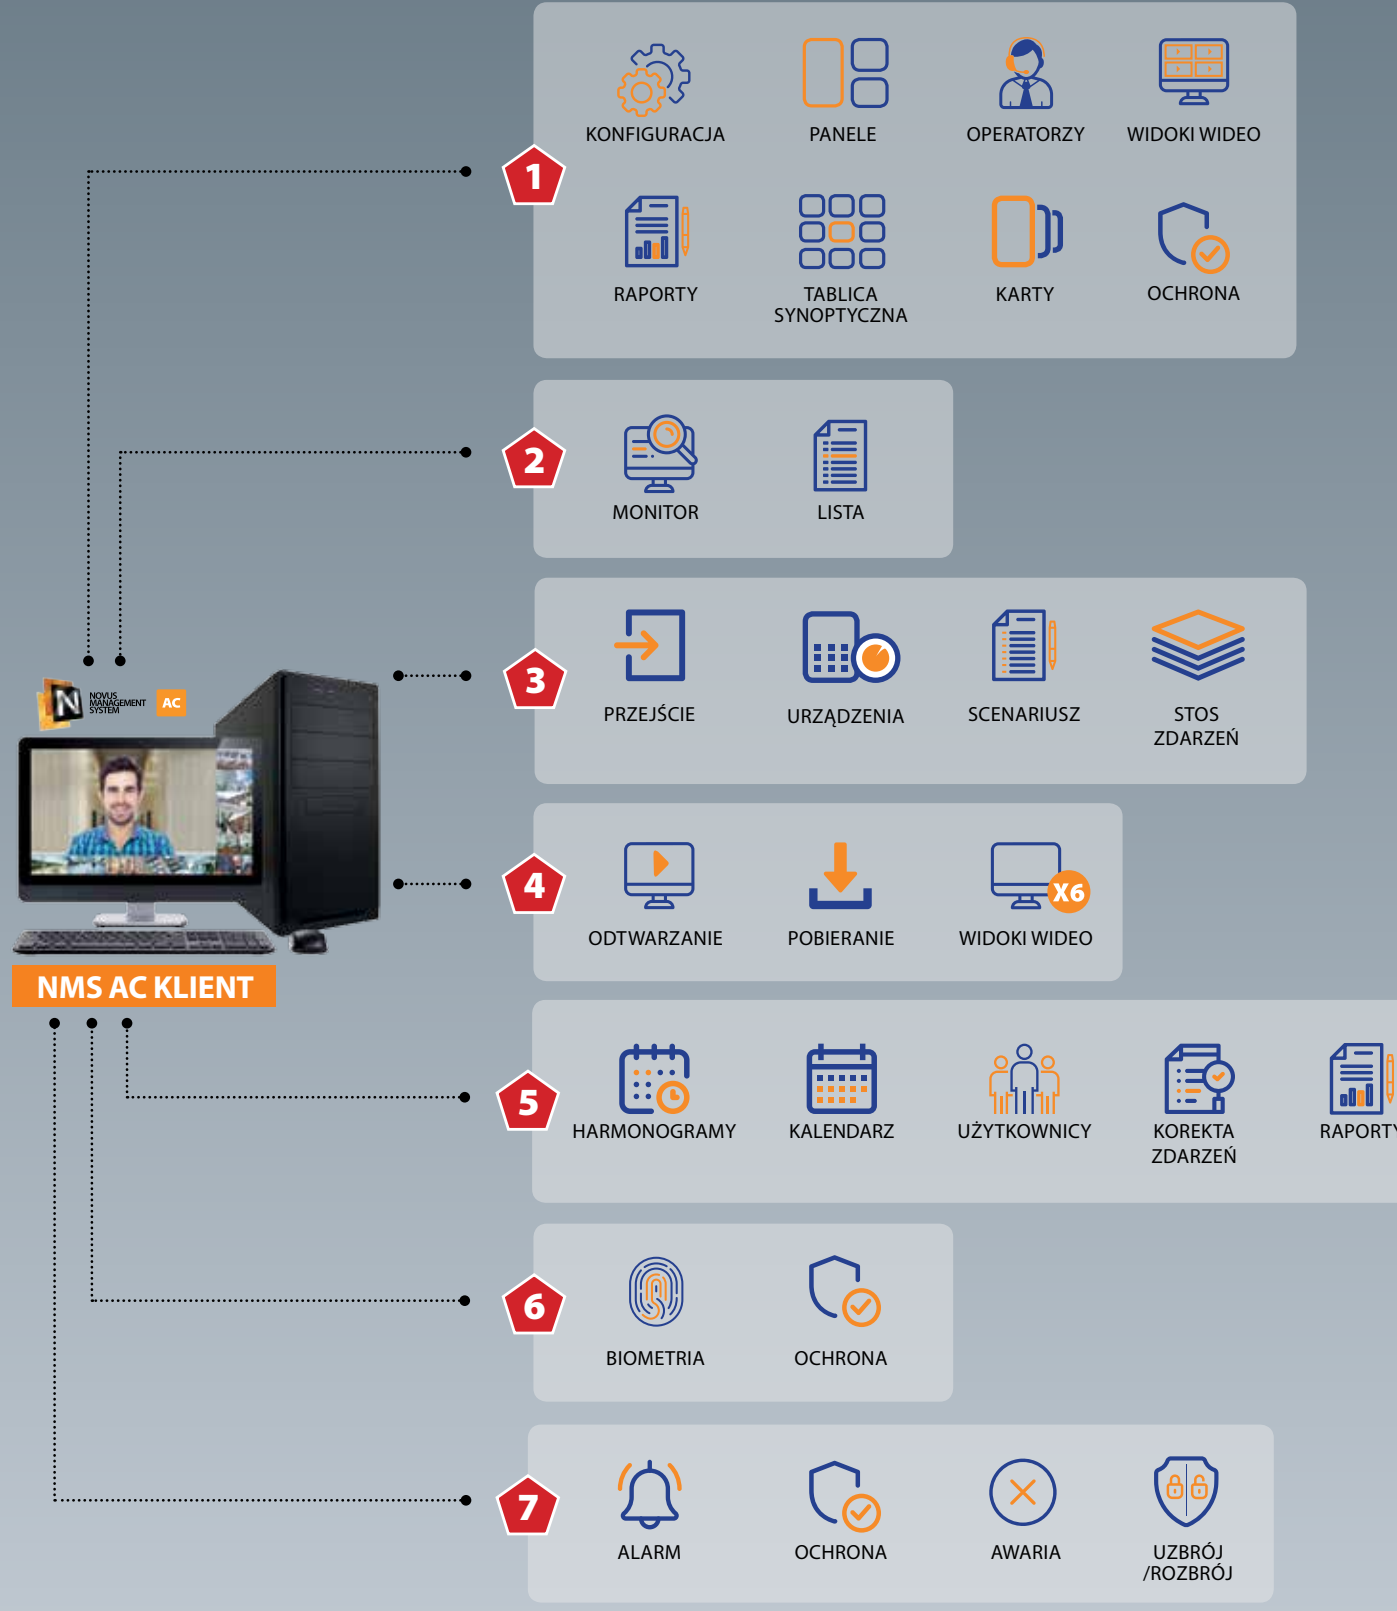 KONFIGURACJA
PANELE
OPERATORZY
WIDOKI WIDEO
1
RAPORTY
TABLICA
SYNOPTYCZNA
KARTY
OCHRONA
2
MONITOR
LISTA
3
PRZEJŚCIE
URZĄDZENIA
SCENARIUSZ
STOS
ZDARZEŃ
N
NOVUS
MANAGEMENT
SYSTEM
AC
4
X6
ODTWARZANIE
POBIERANIE
WIDOKI WIDEO
NMS AC KLIENT
5
HARMONOGRAMY
KALENDARZ
UŻYTKOWNICY
KOREKTA
ZDARZEŃ
RAPORTY
6
BIOMETRIA
OCHRONA
7
ALARM
OCHRONA
AWARIA
UZBRÓJ
/ROZBRÓJ